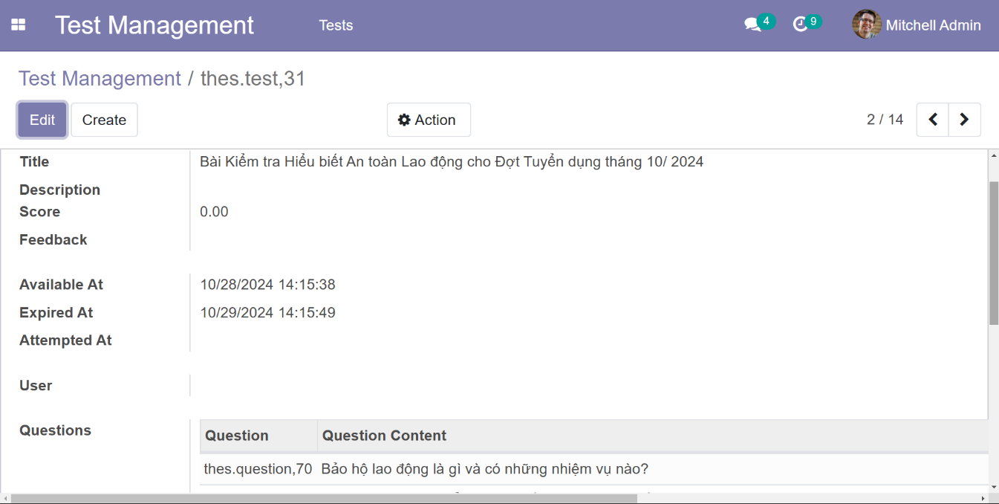 Test Management Tests 4 9 Mitchell Admin
Test Management / thes.test,31
Edit Create Action 2 / 14
Title Bài Kiểm tra Hiểu biết An toàn Lao động cho Đợt Tuyển dụng tháng 10/ 2024
Description
Score 0.00
Feedback
Available At 10/28/2024 14:15:38
Expired At 10/29/2024 14:15:49
Attempted At
User
Questions Question Question Content
thes.question,70 Bảo hộ lao động là gì và có những nhiệm vụ nào?